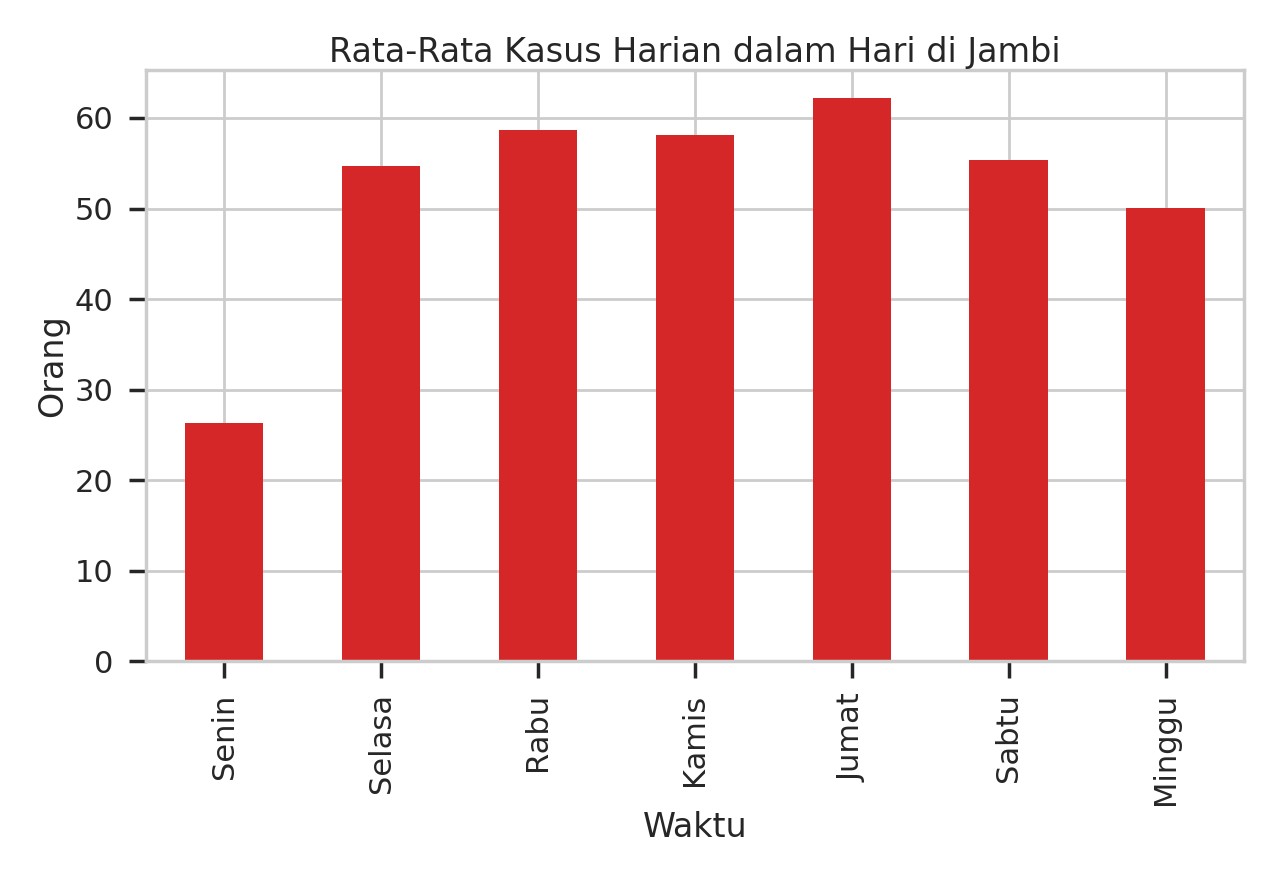 Rata-Rata Kasus Harian dalam Hari di Jambi
60
50
40
30
20
10
0
Orang
Senin
Selasa
Rabu
Kamis
Jumat
Sabtu
Minggu
Waktu